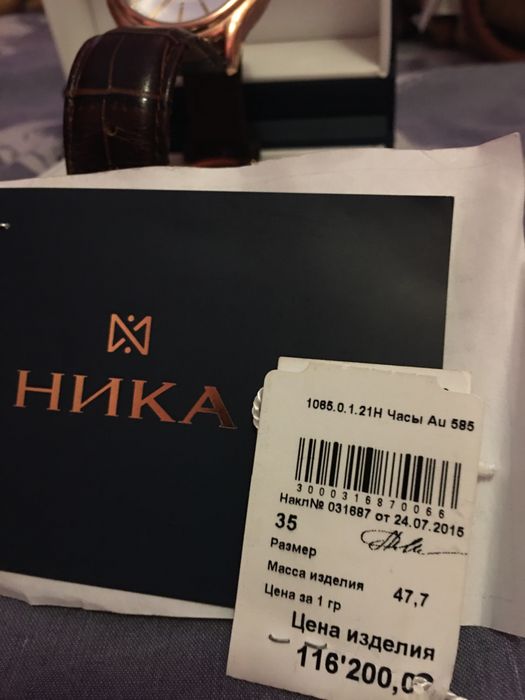 НИКА
1065.0.1.21Н Часы Au 585
3000316870066
Накл№ 031687 от 24.07.2015
35
Размер
Масса изделия 47,7
Цена за 1 гр
Цена изделия
116'200,0